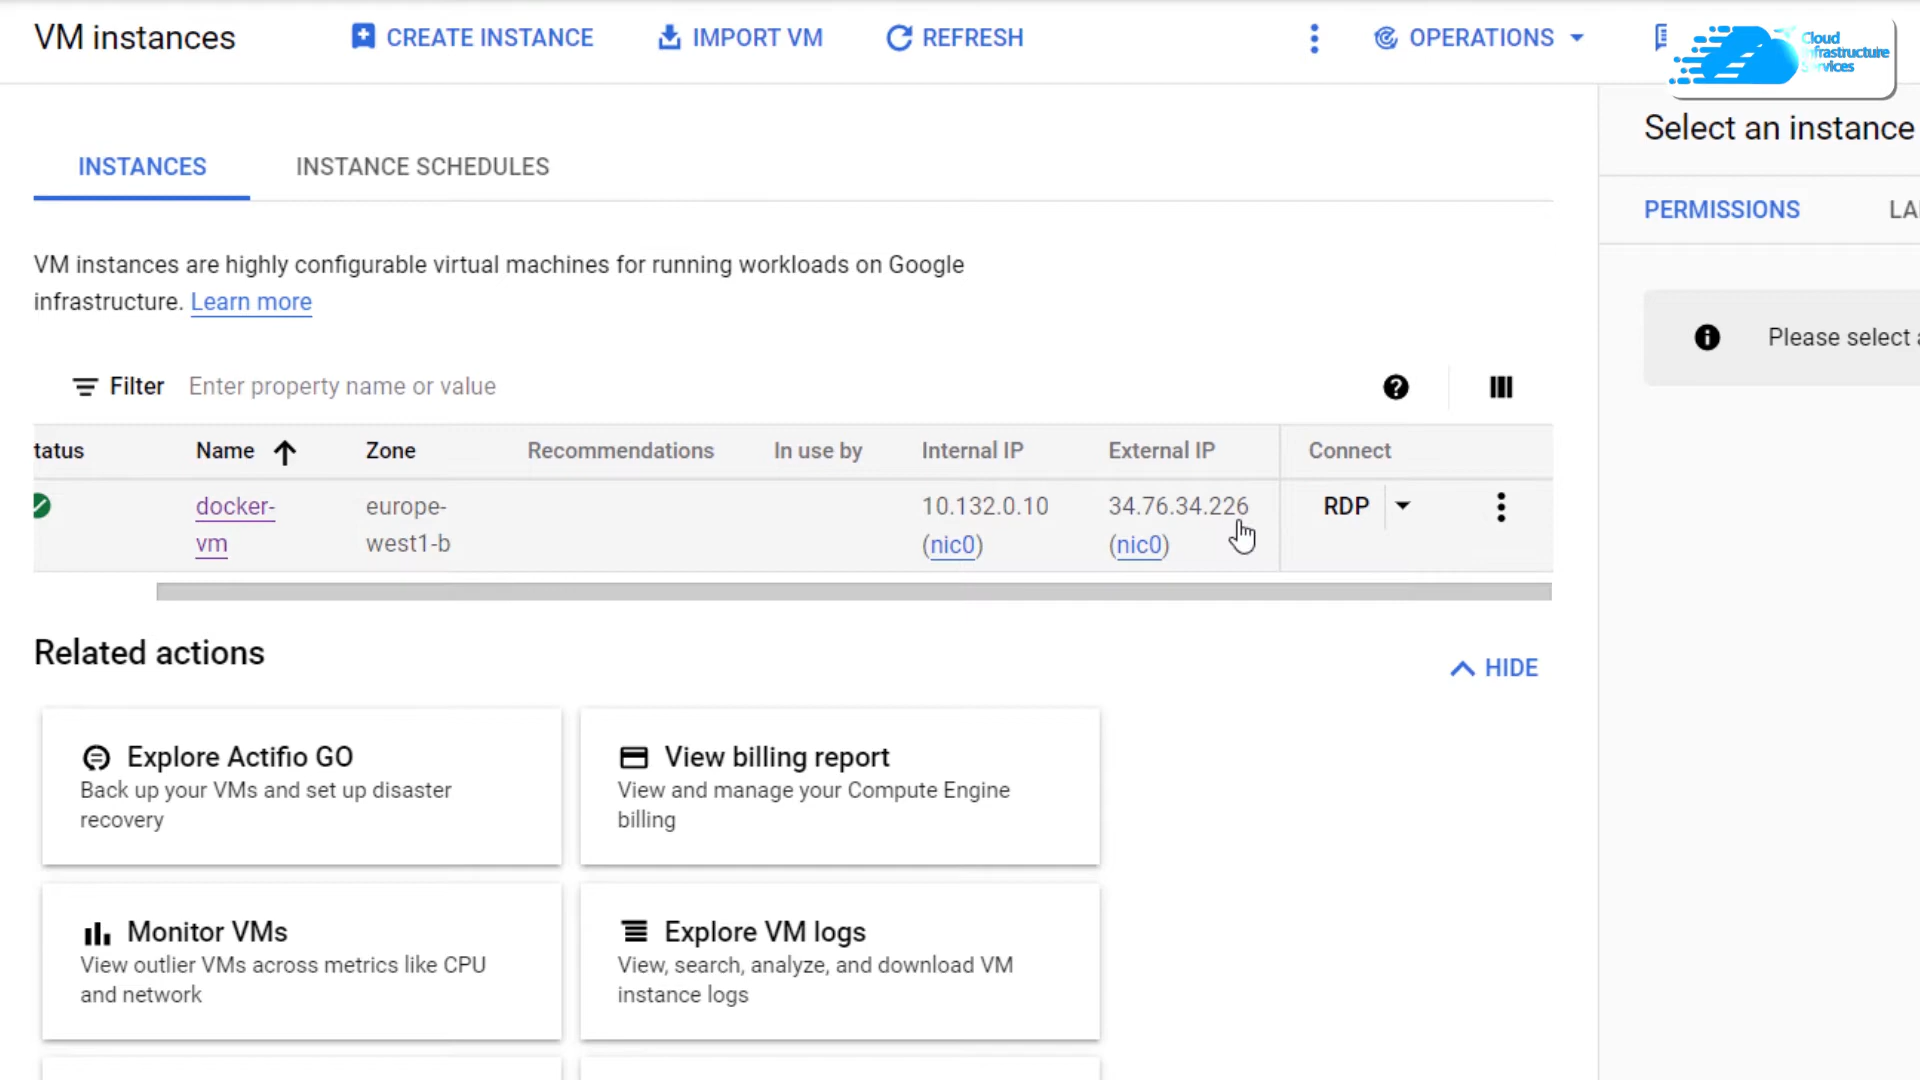 VM instances
CREATE INSTANCE
IMPORT VM
REFRESH
OPERATIONS
Cloud
Infrastructure
Services
Select an instance
INSTANCES
INSTANCE SCHEDULES
PERMISSIONS
LA
VM instances are highly configurable virtual machines for running workloads on Google
infrastructure. Learn more
Please select a
Filter Enter property name or value
tatus Name Zone Recommendations In use by Internal IP External IP Connect
docker- europe- 10.132.0.10 34.76.34.226 RDP
vm west1-b (nic0) (nic0)
Related actions
HIDE
Explore Actifio GO
Back up your VMs and set up disaster
recovery
View billing report
View and manage your Compute Engine
billing
Monitor VMs
View outlier VMs across metrics like CPU
and network
Explore VM logs
View, search, analyze, and download VM
instance logs